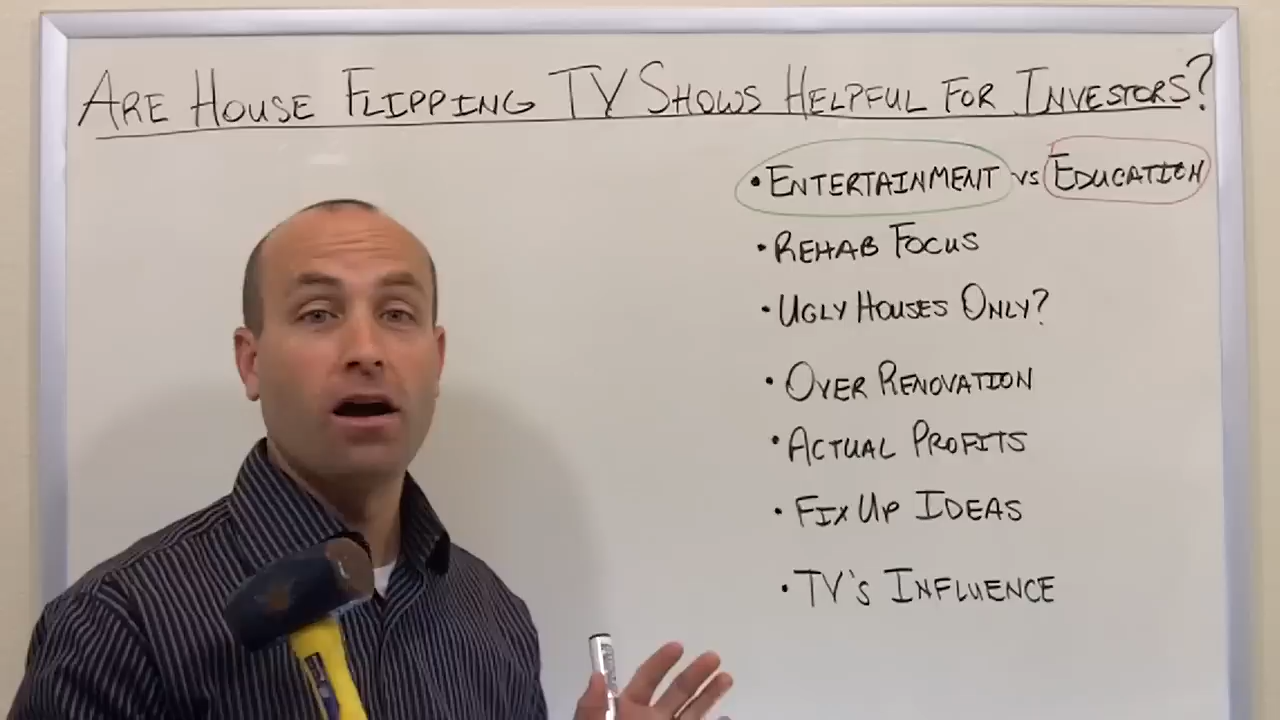 ARE HOUSE FLIPPING TV SHOWS HELPFUL FOR INVESTORS?
• ENTERTAINMENT VS EDUCATION
• REHAB FOCUS
• UGLY HOUSES ONLY?
• OVER RENOVATION
• ACTUAL PROFITS
• FIX UP IDEAS
• TV'S INFLUENCE